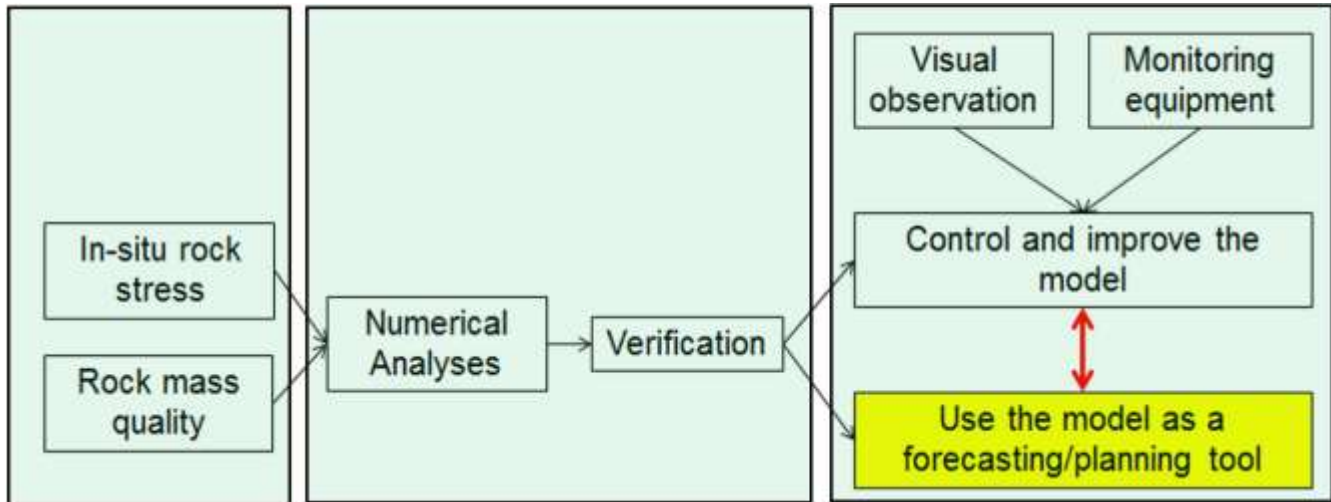 In-situ rock
stress
Rock mass
quality
Numerical
Analyses
Verification
Visual
observation
Monitoring
equipment
Control and improve the
model
Use the model as a
forecasting/planning tool